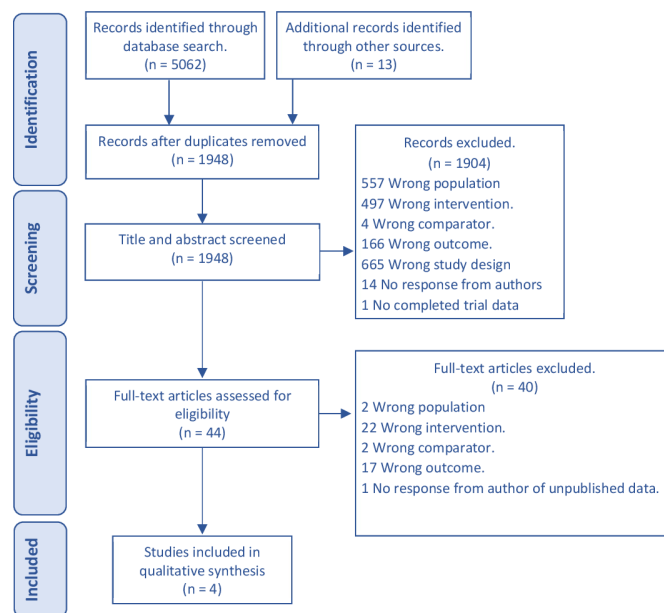 Identification
Records identified through
database search.
(n = 5062)
Additional records identified
through other sources.
(n = 13)
Records after duplicates removed
(n = 1948)
Records excluded.
(n = 1904)
557 Wrong population
497 Wrong intervention.
4 Wrong comparator.
166 Wrong outcome.
665 Wrong study design
14 No response from authors
1 No completed trial data
Screening
Title and abstract screened
(n = 1948)
Eligibility
Full-text articles assessed for
eligibility
(n = 44)
Full-text articles excluded.
(n = 40)
2 Wrong population
22 Wrong intervention.
2 Wrong comparator.
17 Wrong outcome.
1 No response from author of unpublished data.
Included
Studies included in
qualitative synthesis
(n = 4)